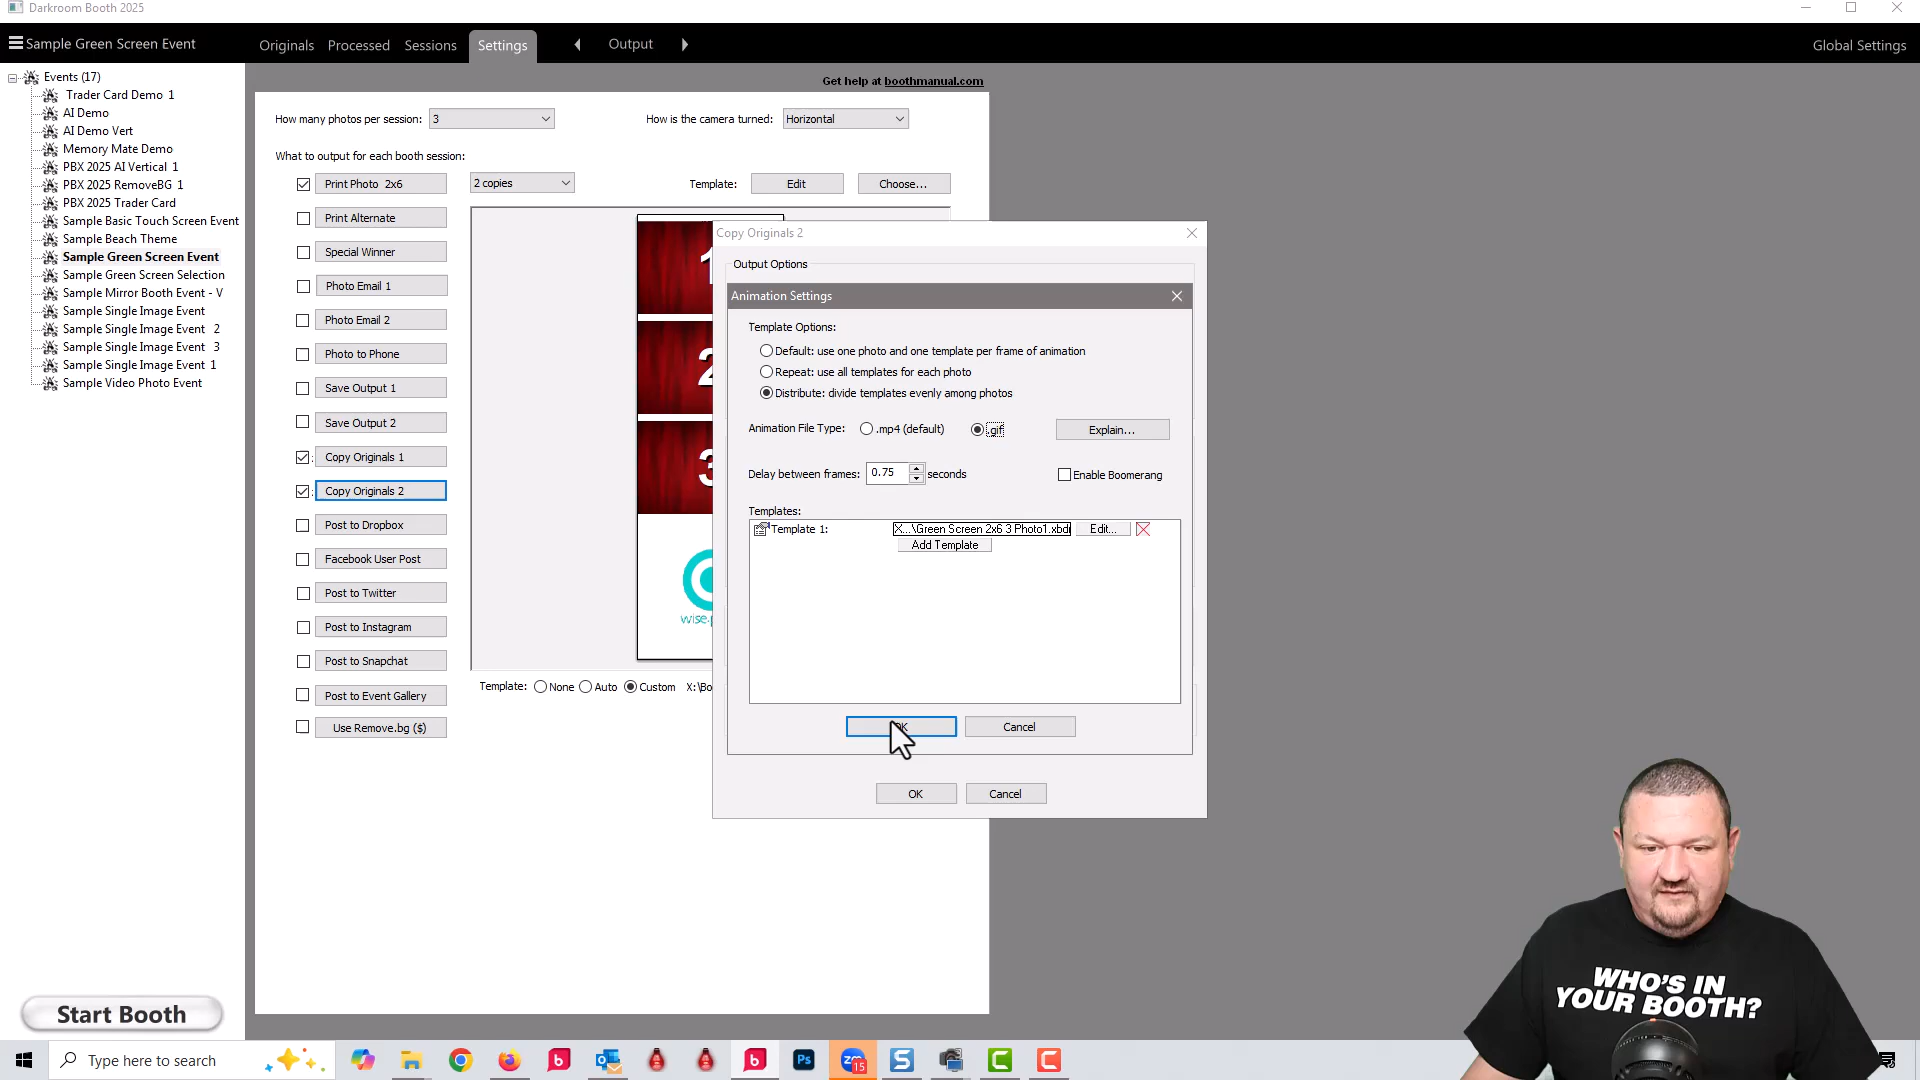 Darkroom Booth 2025
Sample Green Screen Event
Originals
Processed
Sessions
Settings
Output
Global Settings
Events (17)
Trader Card Demo 1
AI Demo
AI Demo Vert
Memory Mate Demo
PBX 2025 AI Vertical 1
PBX 2025 RemoveBG 1
PBX 2025 Trader Card
Sample Basic Touch Screen Event
Sample Beach Theme
Sample Green Screen Event
Sample Green Screen Selection
Sample Mirror Booth Event - V
Sample Single Image Event
Sample Single Image Event 2
Sample Single Image Event 3
Sample Single Image Event 1
Sample Video Photo Event
Start Booth
Get help at boothmanual.com
How many photos per session: 3
How is the camera turned: Horizontal
What to output for each booth session:
Print Photo 2x6
2 copies
Template:
Edit
Choose...
Print Alternate
Special Winner
Photo Email 1
Photo Email 2
Photo to Phone
Save Output 1
Save Output 2
Copy Originals 1
Copy Originals 2
Post to Dropbox
Facebook User Post
Post to Twitter
Post to Instagram
Post to Snapchat
Post to Event Gallery
Use Remove.bg ($)
1
2
3
Template: None Auto Custom
Copy Originals 2
Output Options
Animation Settings
Template Options:
Default: use one photo and one template per frame of animation
Repeat: use all templates for each photo
Distribute: divide templates evenly among photos
Animation File Type: .mp4 (default) .gif
Explain...
Delay between frames: 0.75 seconds
Enable Boomerang
Templates:
Template 1: X...\Green Screen 2x6 3 Photo1.xbd Edit...
Add Template
OK
Cancel
OK
Cancel
WHO'S IN
YOUR BOOTH?
Type here to search
b
b
Ps
zm
15
S
C
C